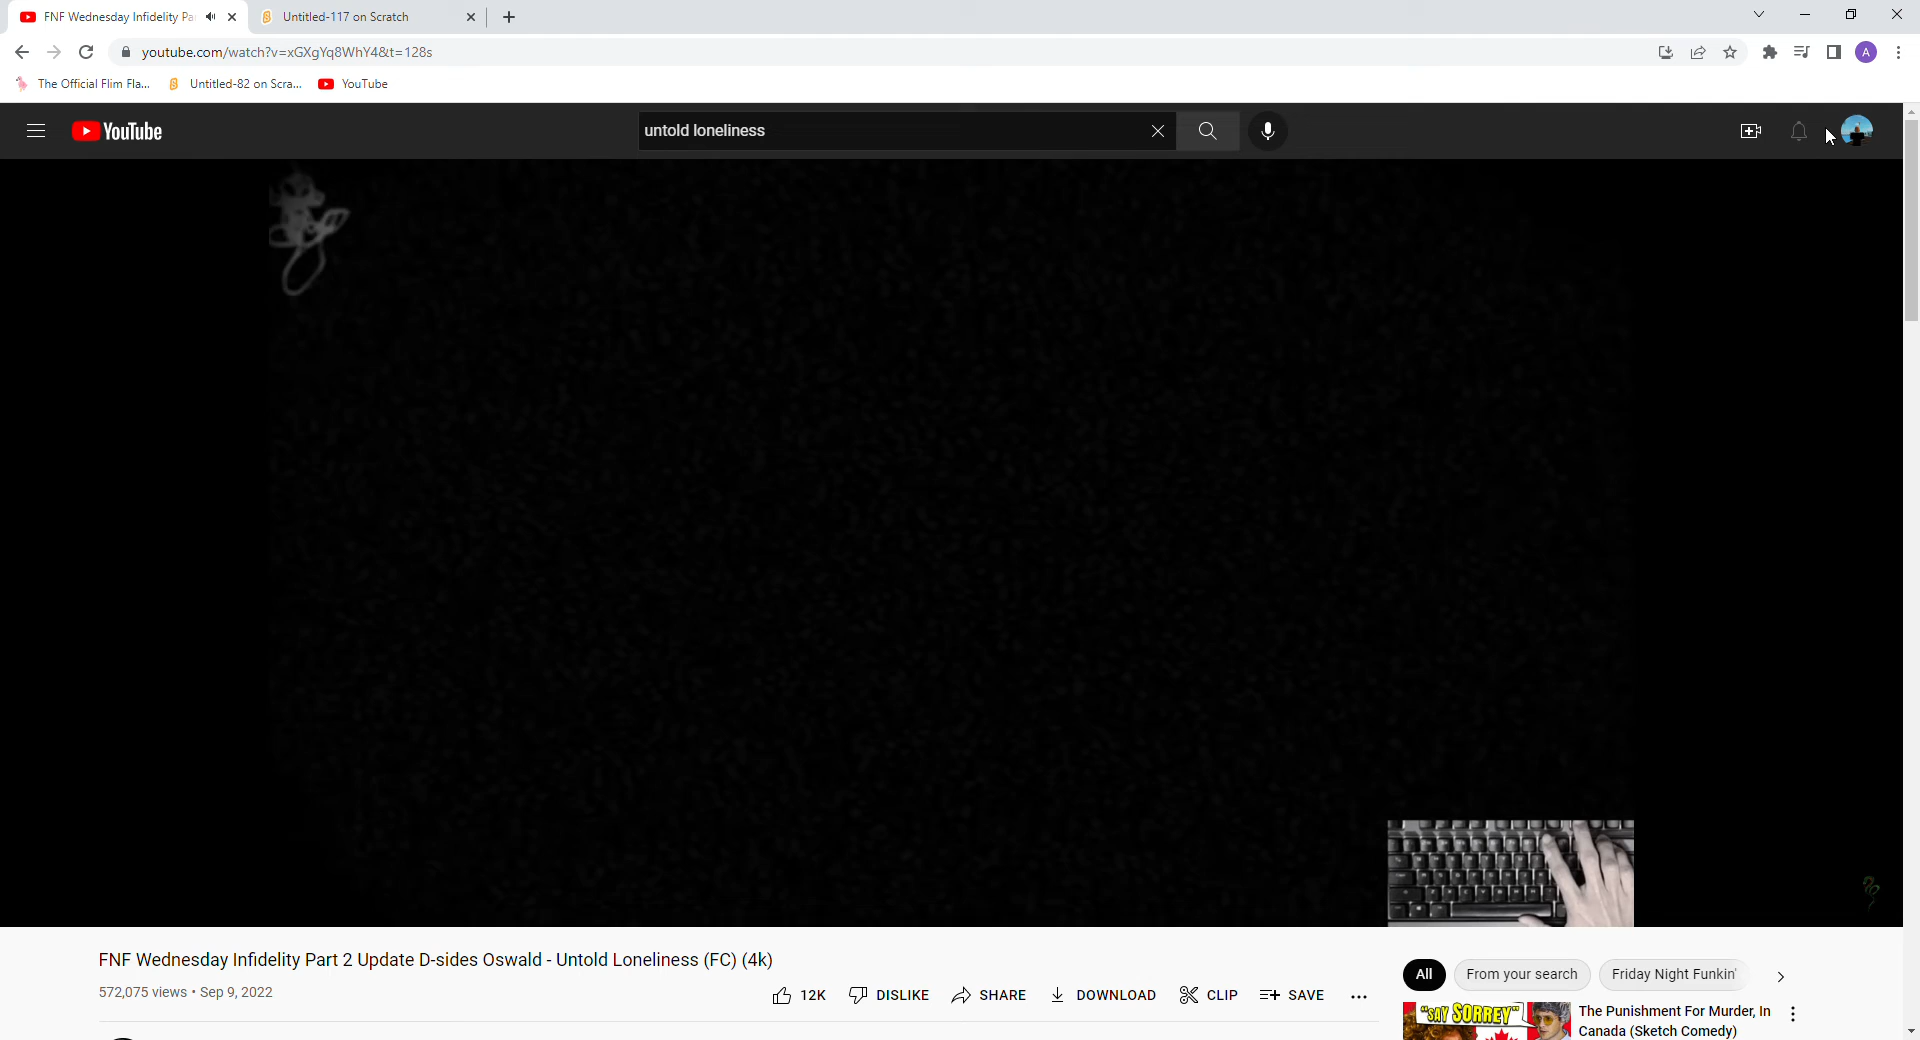 FNF Wednesday Infidelity Pa
Untitled-117 on Scratch
youtube.com/watch?v=xGXgYq8WhY4&t=128s
A
The Official Flim Fla...
Untitled-82 on Scra...
YouTube
YouTube
untold loneliness
FNF Wednesday Infidelity Part 2 Update D-sides Oswald - Untold Loneliness (FC) (4k)
572,075 views • Sep 9, 2022
12K
DISLIKE
SHARE
DOWNLOAD
CLIP
SAVE
All
From your search
Friday Night Funkin'
"SAY SORREY"
The Punishment For Murder, In
Canada (Sketch Comedy)